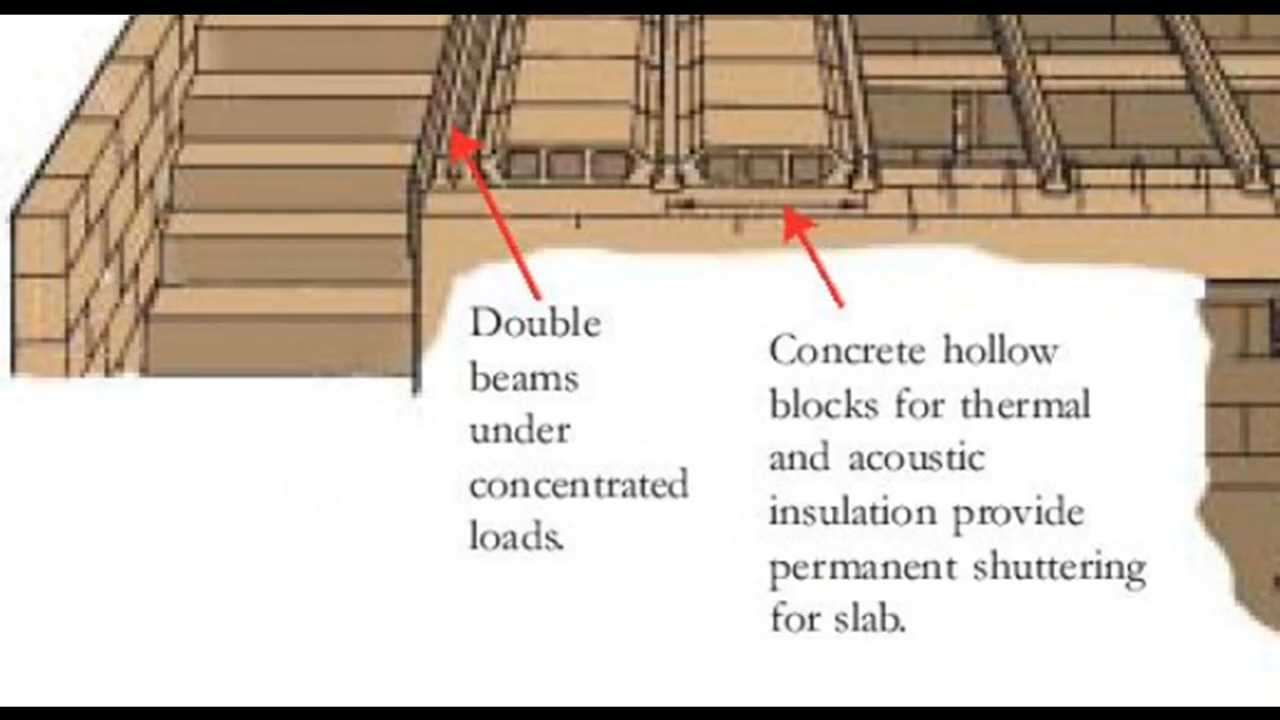 Double
beams
under
concentrated
loads.
Concrete hollow
blocks for thermal
and acoustic
insulation provide
permanent shuttering
for slab.